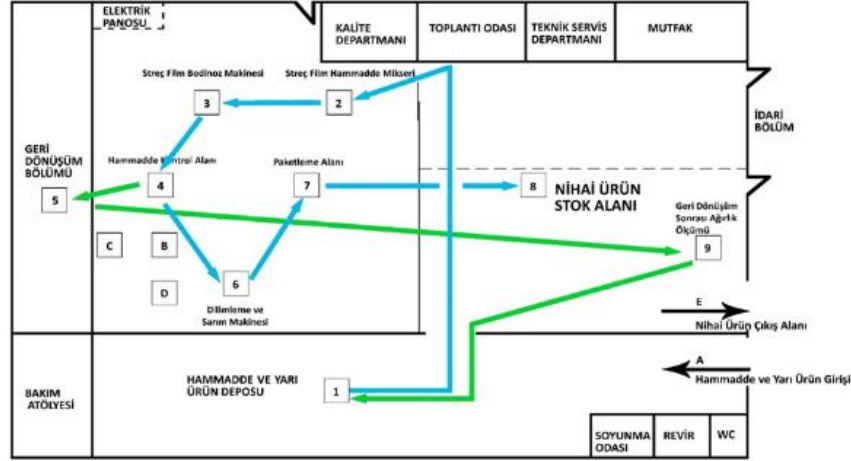 ELEKTRİK
PANOSU
KALİTE
DEPARTMANI
TOPLANTI ODASI
TEKNİK SERVİS
DEPARTMANI
MUTFAK
Streç Film Bodinoz Makinesi
Streç Film Hammadde Mikseri
3
2
İDARİ
BÖLÜM
GERİ
DÖNÜŞÜM
BÖLÜMÜ
5
Hammadde Kontrol Alanı
4
Paketleme Alanı
7
8
NİHAİ ÜRÜN
STOK ALANI
Geri Dönüşüm
Sonrası Ağırlık
Ölçümü
9
C
B
D
6
Dilimleme ve
Sarım Makinesi
E
Nihai Ürün Çıkış Alanı
A
Hammadde ve Yarı Ürün Girişi
BAKIM
ATÖLYESİ
HAMMADDE VE YARI
ÜRÜN DEPOSU
1
SOYUNMA
ODASI
REVİR
WC